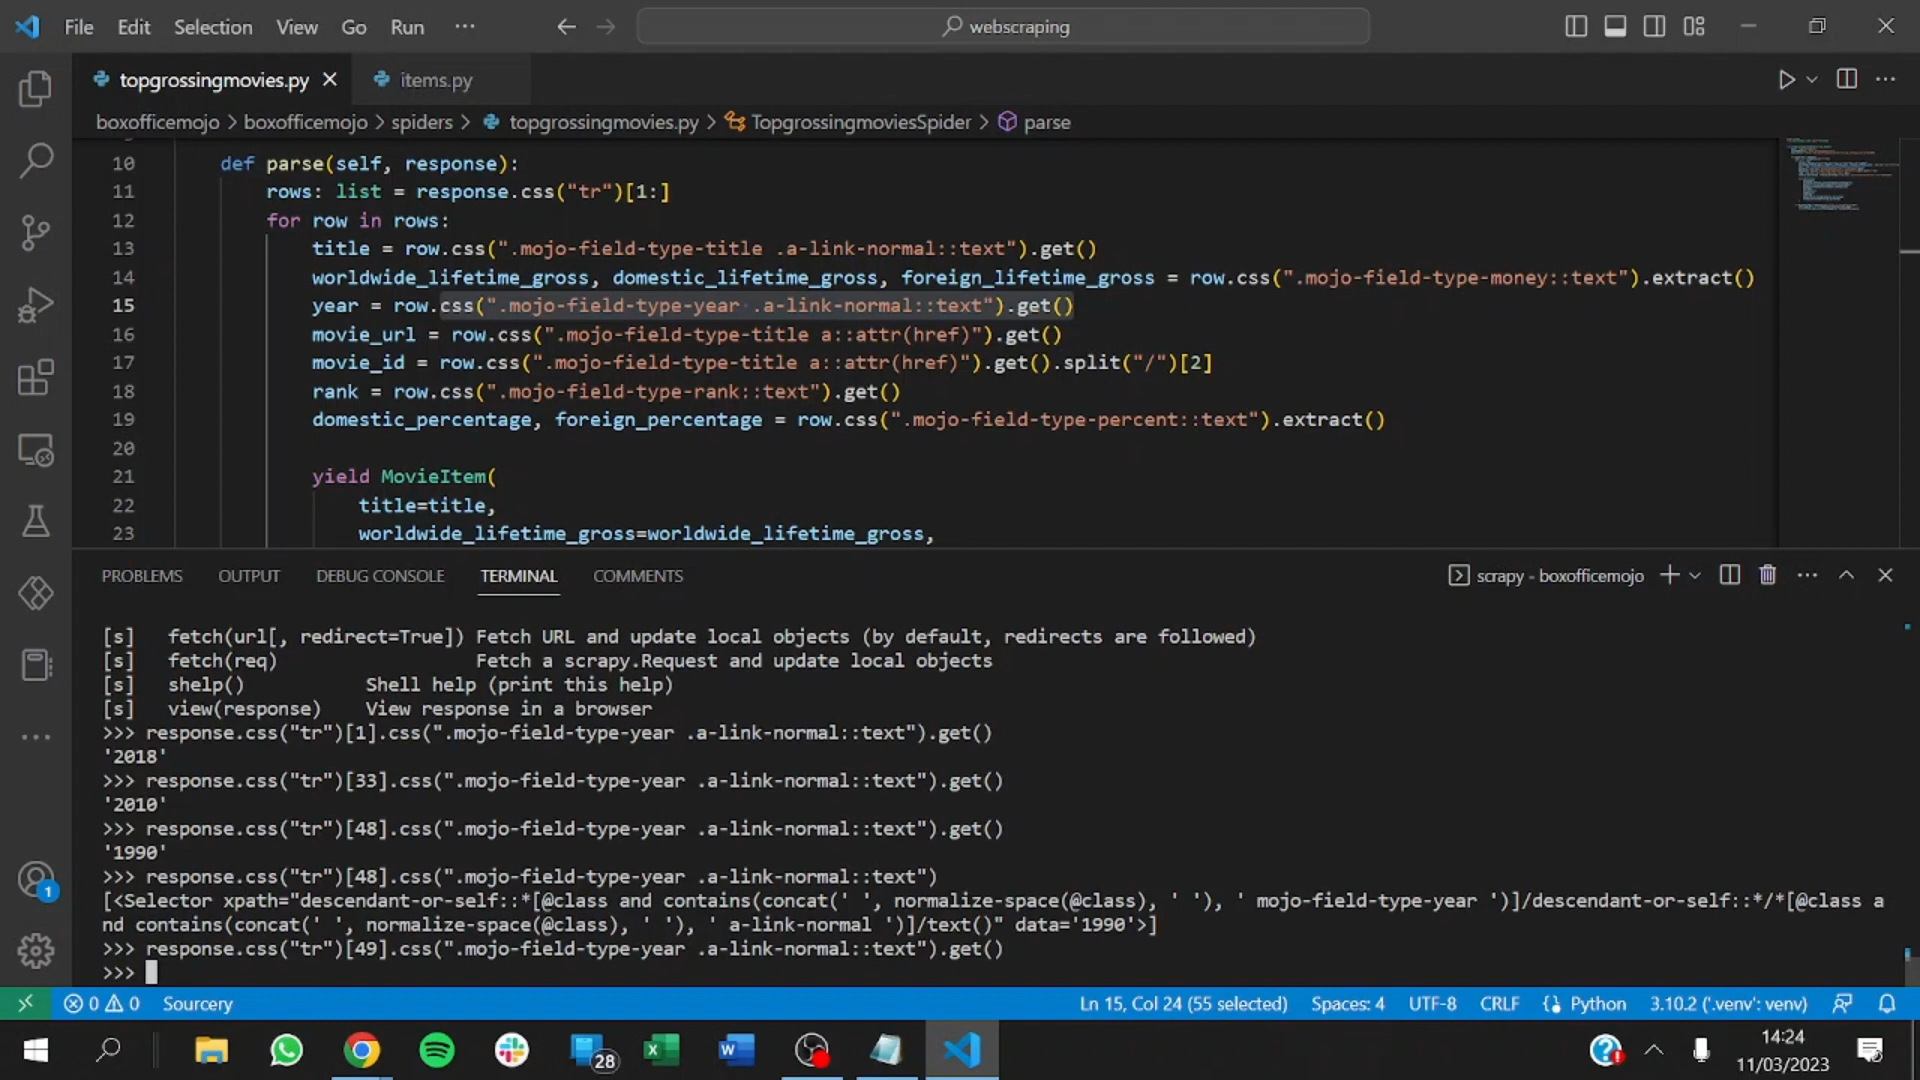 File Edit Selection View Go Run ··· webscraping
topgrossingmovies.py items.py
boxofficemojo > boxofficemojo > spiders > topgrossingmovies.py > TopgrossingmoviesSpider > parse
10 def parse(self, response):
11 rows: list = response.css("tr")[1:]
12 for row in rows:
13 title = row.css(".mojo-field-type-title .a-link-normal::text").get()
14 worldwide_lifetime_gross, domestic_lifetime_gross, foreign_lifetime_gross = row.css(".mojo-field-type-money::text").extract()
15 year = row.css(".mojo-field-type-year .a-link-normal::text").get()
16 movie_url = row.css(".mojo-field-type-title a::attr(href)").get()
17 movie_id = row.css(".mojo-field-type-title a::attr(href)").get().split("/")[2]
18 rank = row.css(".mojo-field-type-rank::text").get()
19 domestic_percentage, foreign_percentage = row.css(".mojo-field-type-percent::text").extract()
20
21 yield MovieItem(
22 title=title,
23 worldwide_lifetime_gross=worldwide_lifetime_gross,
PROBLEMS OUTPUT DEBUG CONSOLE TERMINAL COMMENTS scrapy - boxofficemojo
[s] fetch(url[, redirect=True]) Fetch URL and update local objects (by default, redirects are followed)
[s] fetch(req) Fetch a scrapy.Request and update local objects
[s] shelp() Shell help (print this help)
[s] view(response) View response in a browser
>>> response.css("tr")[1].css(".mojo-field-type-year .a-link-normal::text").get()
'2018'
>>> response.css("tr")[33].css(".mojo-field-type-year .a-link-normal::text").get()
'2010'
>>> response.css("tr")[48].css(".mojo-field-type-year .a-link-normal::text").get()
'1990'
>>> response.css("tr")[48].css(".mojo-field-type-year .a-link-normal::text")
[<Selector xpath="descendant-or-self::*[@class and contains(concat(' ', normalize-space(@class), ' '), ' mojo-field-type-year ')]/descendant-or-self::*/*[@class a
nd contains(concat(' ', normalize-space(@class), ' '), ' a-link-normal ')]/text()" data='1990'>]
>>> response.css("tr")[49].css(".mojo-field-type-year .a-link-normal::text").get()
>>>
1
0 0 Sourcery Ln 15, Col 24 (55 selected) Spaces: 4 UTF-8 CRLF Python 3.10.2 ('.venv': venv)
28
14:24
11/03/2023